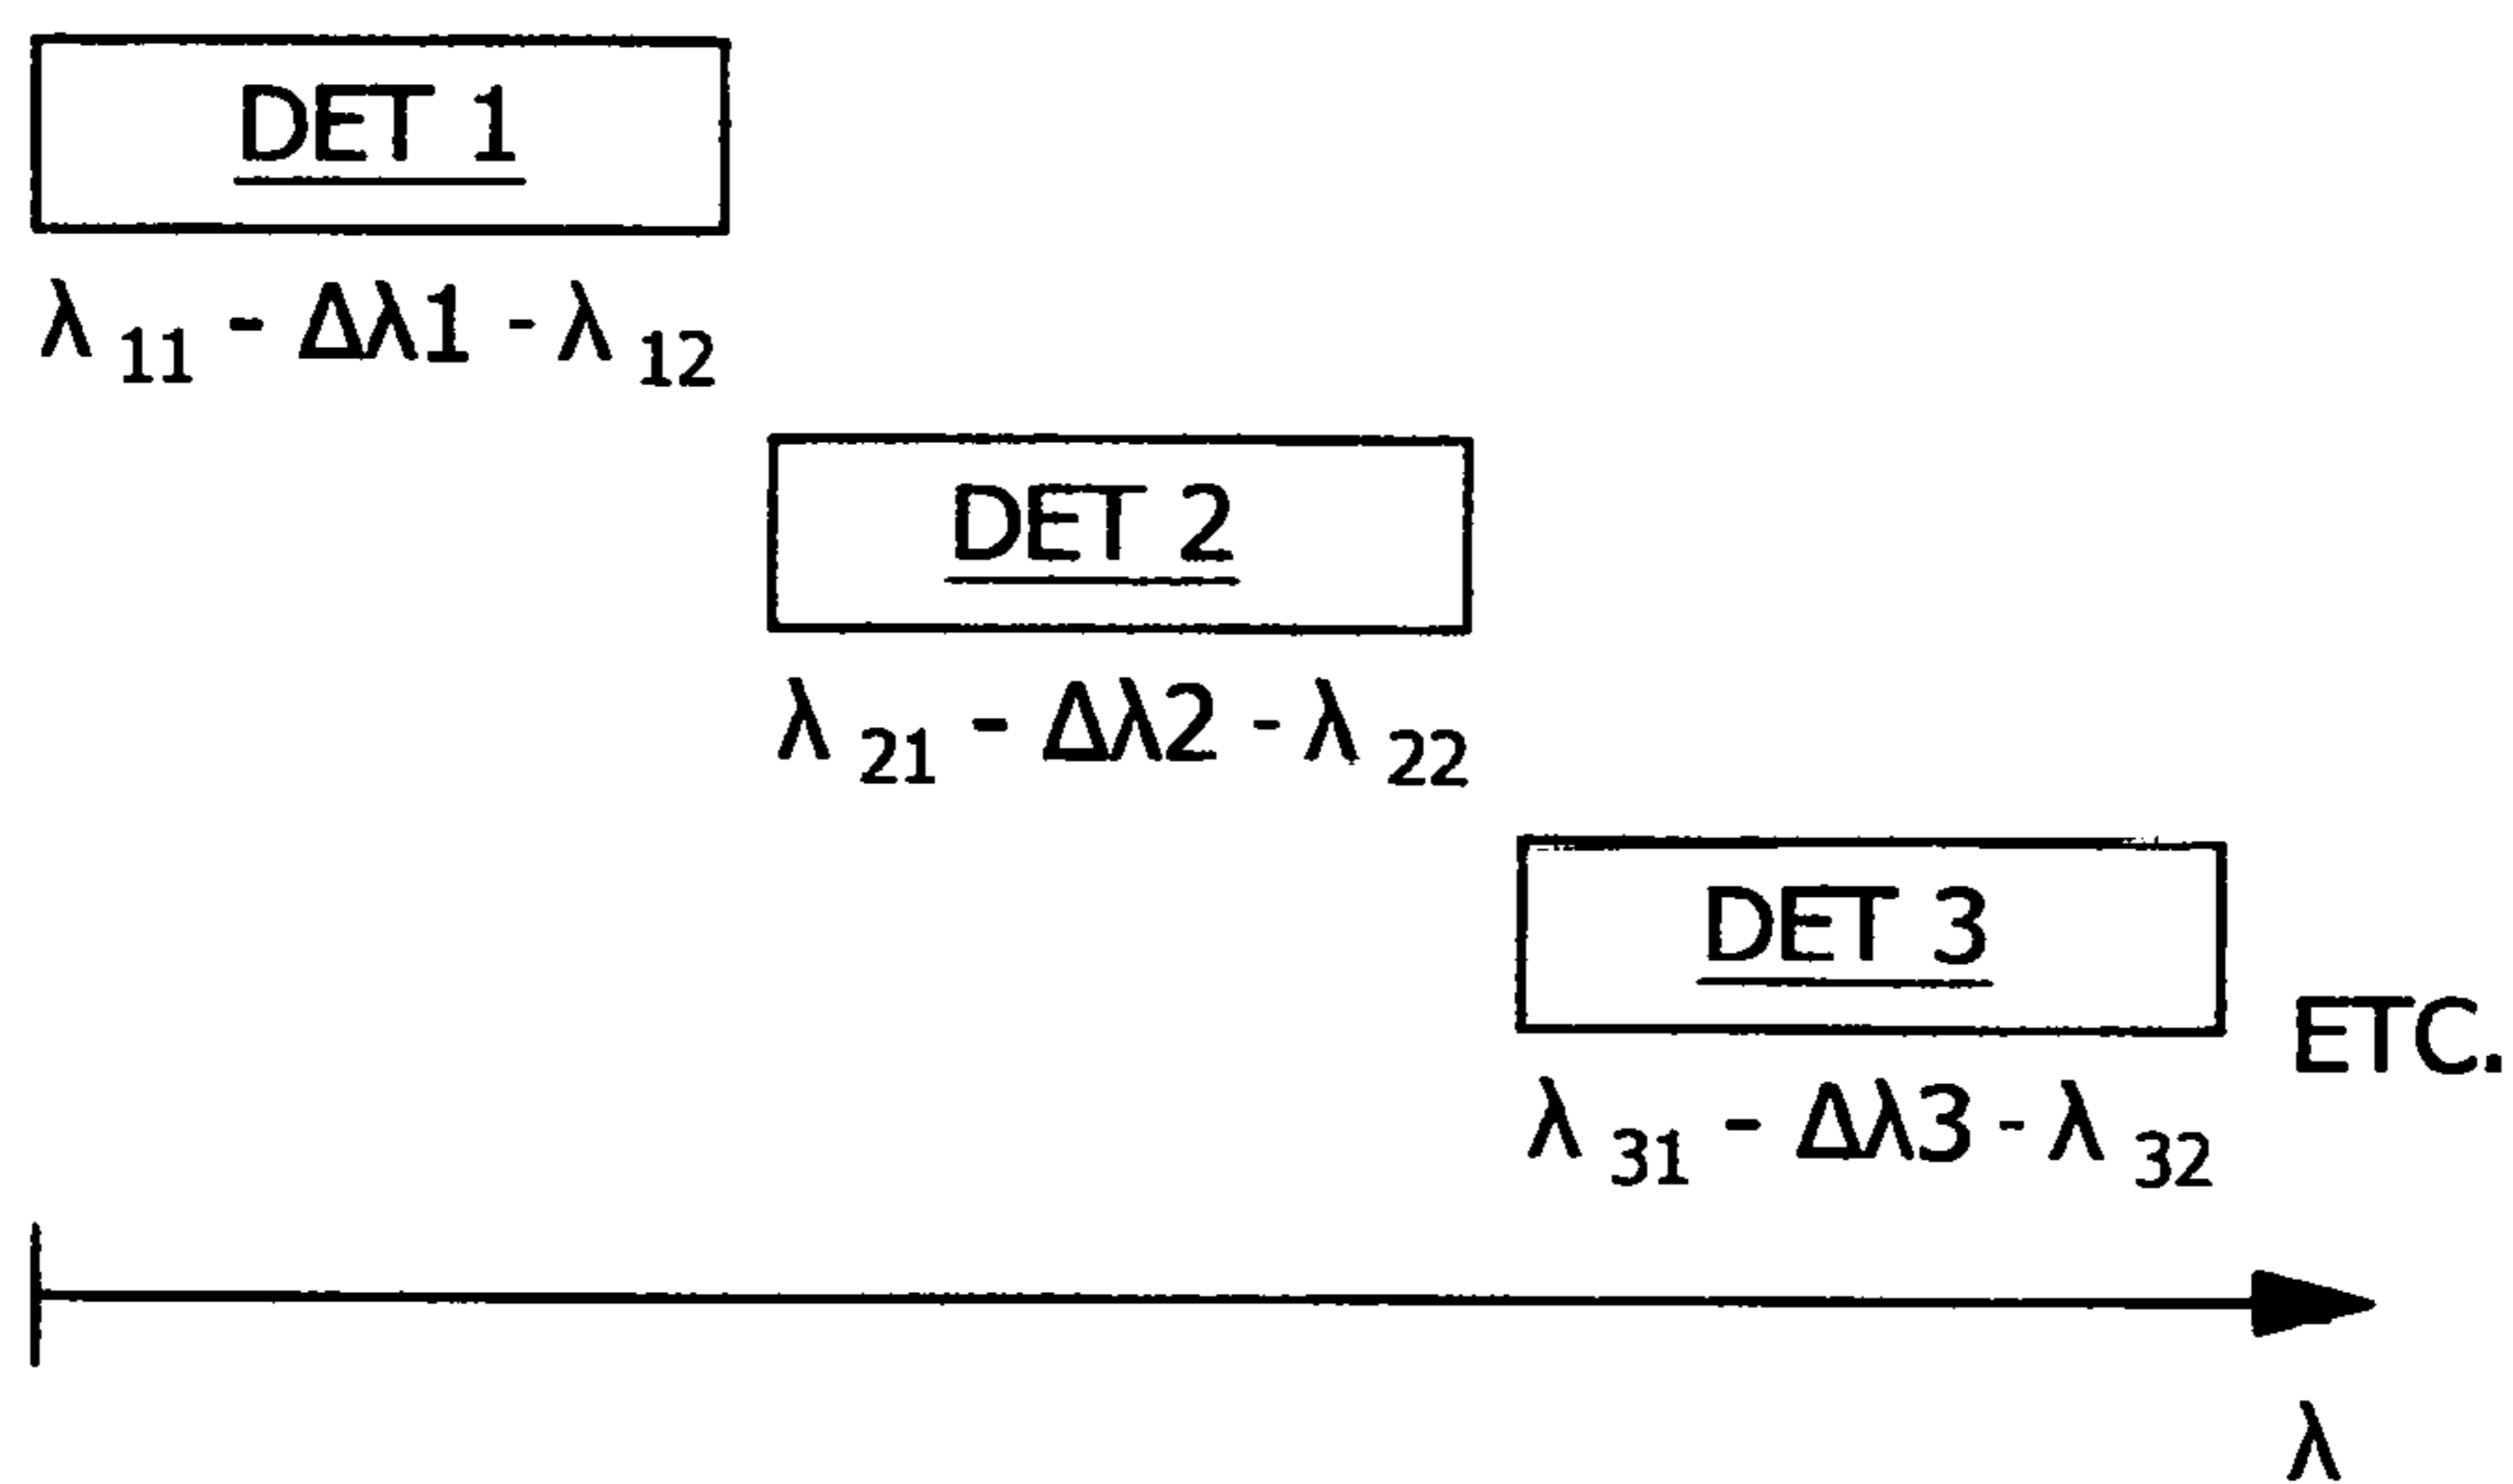 DET 1
λ 11 - Δλ1 - λ 12
DET 2
λ 21 - Δλ2 - λ 22
DET 3
ETC.
λ 31 - Δλ3 - λ 32
λ